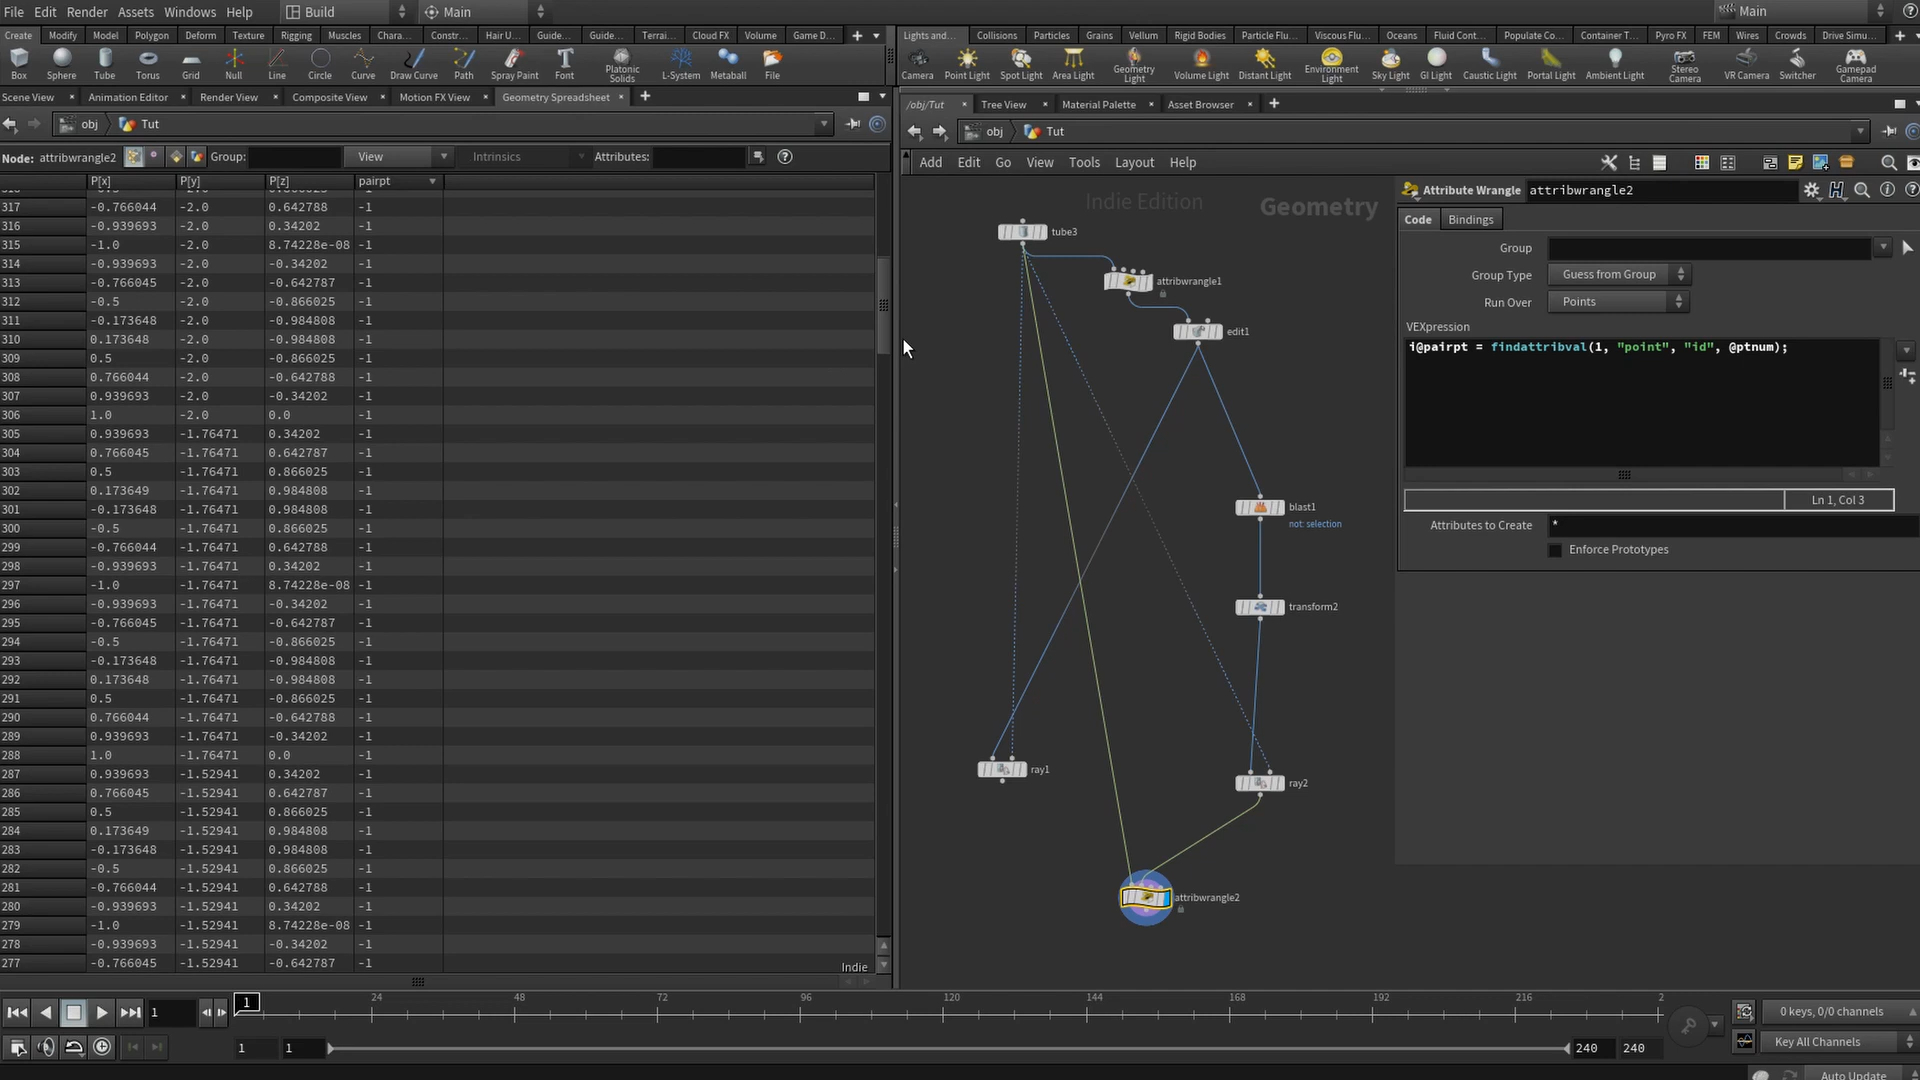 File Edit Render Assets Windows Help Build Main Main
Create Modify Model Polygon Deform Texture Rigging Muscles Chara... Constr... Hair U... Guide... Guide... Terrai... Cloud FX Volume Game D...
Lights and... Collisions Particles Grains Vellum Rigid Bodies Particle Flu... Viscous Flu... Oceans Fluid Cont... Populate Co... Container T... Pyro FX FEM Wires Crowds Drive Simu...
Box Sphere Tube Torus Grid Null Line Circle Curve Draw Curve Path Spray Paint Font Platonic Solids L-System Metaball File
Camera Point Light Spot Light Area Light Geometry Light Volume Light Distant Light Environment Light Sky Light GI Light Caustic Light Portal Light Ambient Light Stereo Camera VR Camera Switcher Gamepad Camera
Scene View Animation Editor Render View Composite View Motion FX View Geometry Spreadsheet
/obj/Tut Tree View Material Palette Asset Browser
obj Tut
obj Tut
Node: attribwrangle2 Group: View Intrinsics Attributes:
Add Edit Go View Tools Layout Help
P[x] P[y] P[z] pairpt
317 -0.766044 -2.0 0.642788 -1
316 -0.939693 -2.0 0.34202 -1
315 -1.0 -2.0 8.74228e-08 -1
314 -0.939693 -2.0 -0.34202 -1
313 -0.766045 -2.0 -0.642787 -1
312 -0.5 -2.0 -0.866025 -1
311 -0.173648 -2.0 -0.984808 -1
310 0.173648 -2.0 -0.984808 -1
309 0.5 -2.0 -0.866025 -1
308 0.766044 -2.0 -0.642788 -1
307 0.939693 -2.0 -0.34202 -1
306 1.0 -2.0 0.0 -1
305 0.939693 -1.76471 0.34202 -1
304 0.766045 -1.76471 0.642787 -1
303 0.5 -1.76471 0.866025 -1
302 0.173649 -1.76471 0.984808 -1
301 -0.173648 -1.76471 0.984808 -1
300 -0.5 -1.76471 0.866025 -1
299 -0.766044 -1.76471 0.642788 -1
298 -0.939693 -1.76471 0.34202 -1
297 -1.0 -1.76471 8.74228e-08 -1
296 -0.939693 -1.76471 -0.34202 -1
295 -0.766045 -1.76471 -0.642787 -1
294 -0.5 -1.76471 -0.866025 -1
293 -0.173648 -1.76471 -0.984808 -1
292 0.173648 -1.76471 -0.984808 -1
291 0.5 -1.76471 -0.866025 -1
290 0.766044 -1.76471 -0.642788 -1
289 0.939693 -1.76471 -0.34202 -1
288 1.0 -1.76471 0.0 -1
287 0.939693 -1.52941 0.34202 -1
286 0.766045 -1.52941 0.642787 -1
285 0.5 -1.52941 0.866025 -1
284 0.173649 -1.52941 0.984808 -1
283 -0.173648 -1.52941 0.984808 -1
282 -0.5 -1.52941 0.866025 -1
281 -0.766044 -1.52941 0.642788 -1
280 -0.939693 -1.52941 0.34202 -1
279 -1.0 -1.52941 8.74228e-08 -1
278 -0.939693 -1.52941 -0.34202 -1
277 -0.766045 -1.52941 -0.642787 -1
Indie
Indie Edition
Geometry
tube3
attribwrangle1
edit1
blast1
not: selection
transform2
ray1
ray2
attribwrangle2
Attribute Wrangle attribwrangle2
Code Bindings
Group
Group Type Guess from Group
Run Over Points
VEXpression
i@pairpt = findattribval(1, "point", "id", @ptnum);
Ln 1, Col 3
Attributes to Create *
Enforce Prototypes
1 1 24 48 72 96 120 144 168 192 216 2
0 keys, 0/0 channels
1 1 240 240
Key All Channels
Auto Update